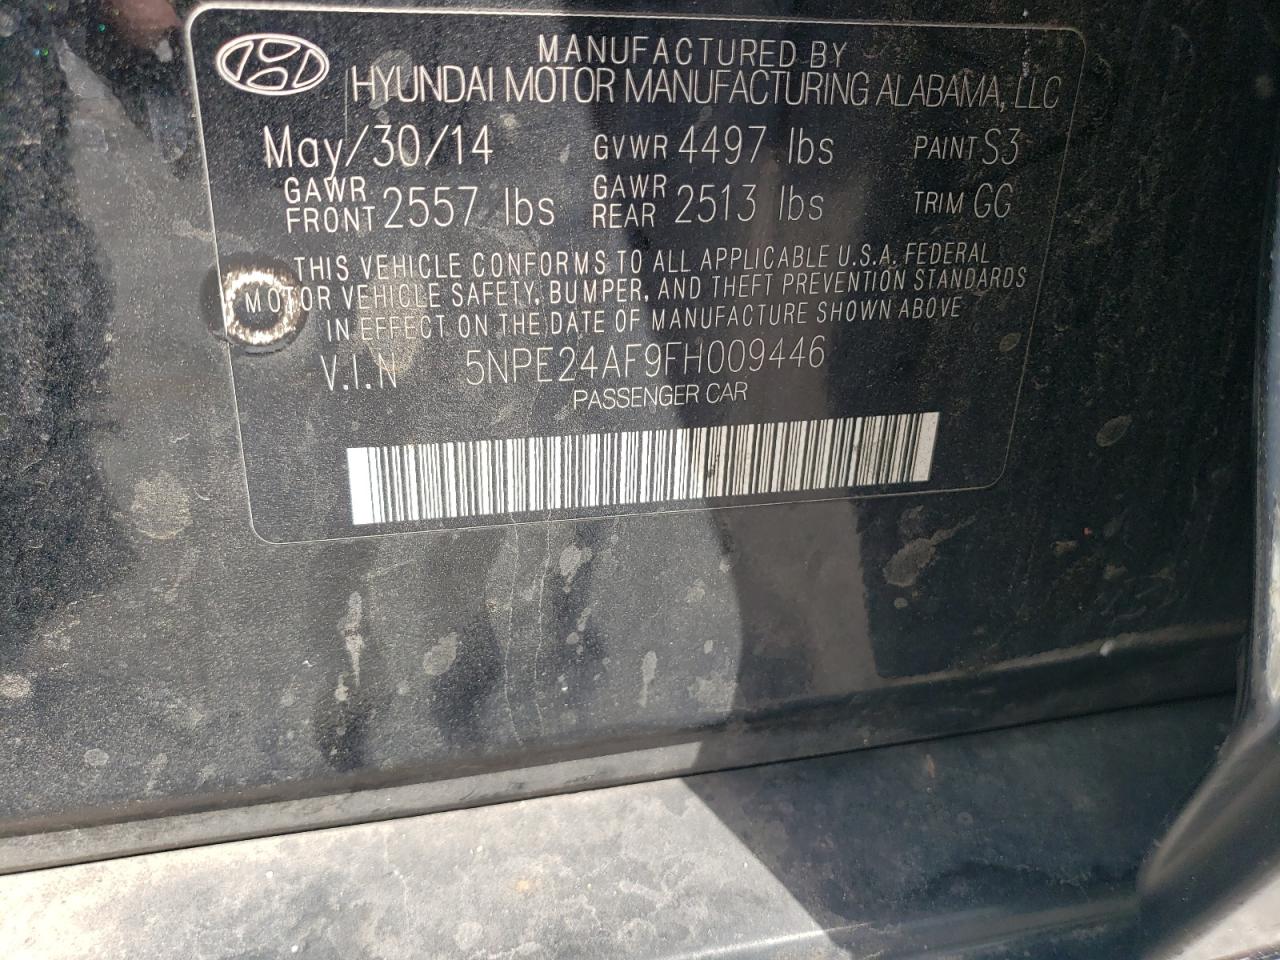 MANUFACTURED BY
HYUNDAI MOTOR MANUFACTURING ALABAMA, LLC
May/30/14 GVWR 4497 lbs PAINT S3
GAWR FRONT 2557 lbs GAWR REAR 2513 lbs TRIM GG
THIS VEHICLE CONFORMS TO ALL APPLICABLE U.S.A. FEDERAL
MOTOR VEHICLE SAFETY, BUMPER, AND THEFT PREVENTION STANDARDS
IN EFFECT ON THE DATE OF MANUFACTURE SHOWN ABOVE
V.I.N 5NPE24AF9FH009446
PASSENGER CAR